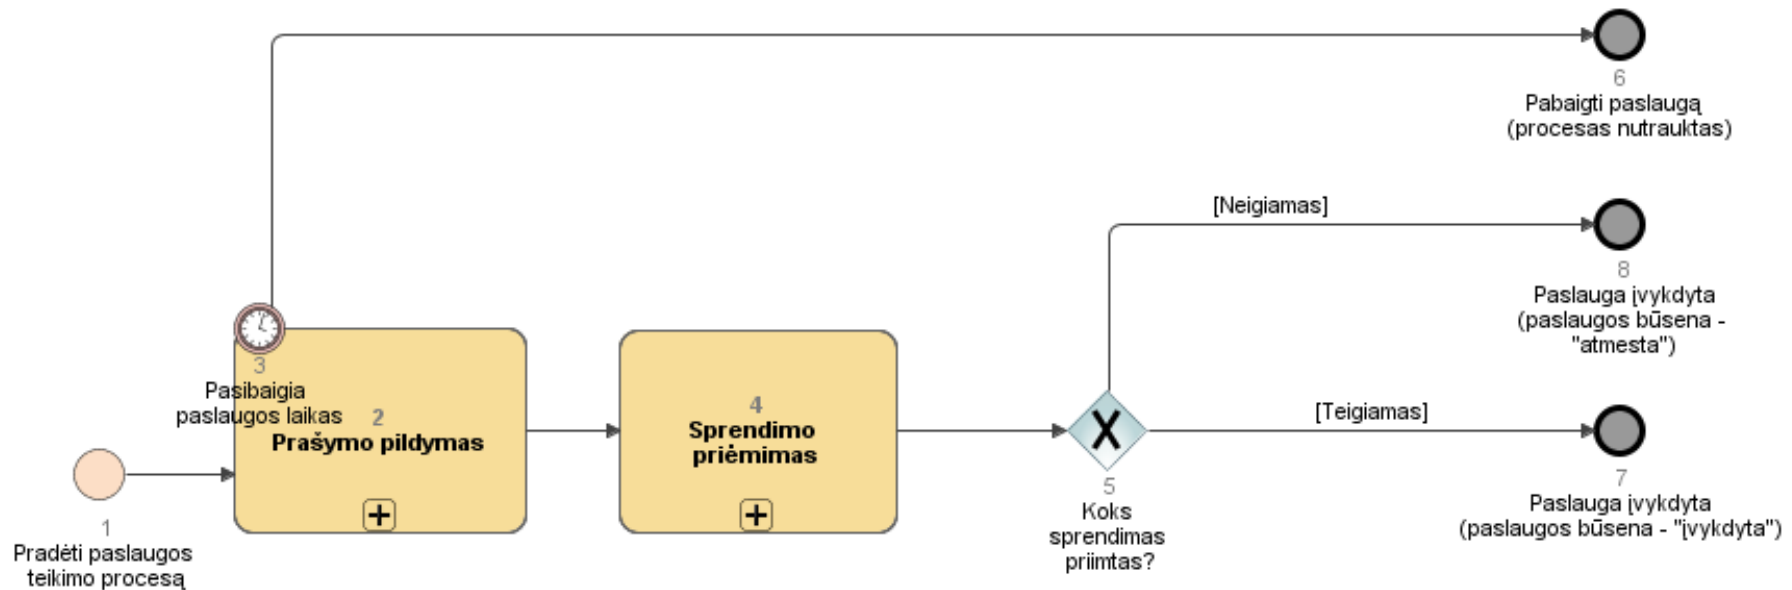 6
Pabaigti paslaugą
(procesas nutrauktas)
[Neigiamas]
8
Paslauga įvykdyta
(paslaugos būsena -
"atmesta")
3
Pasibaigia
paslaugos laikas
2
Prašymo pildymas
4
Sprendimo
priėmimas
[Teigiamas]
5
Koks
sprendimas
priimtas?
7
Paslauga įvykdyta
(paslaugos būsena - "įvykdyta")
1
Pradėti paslaugos
teikimo procesą